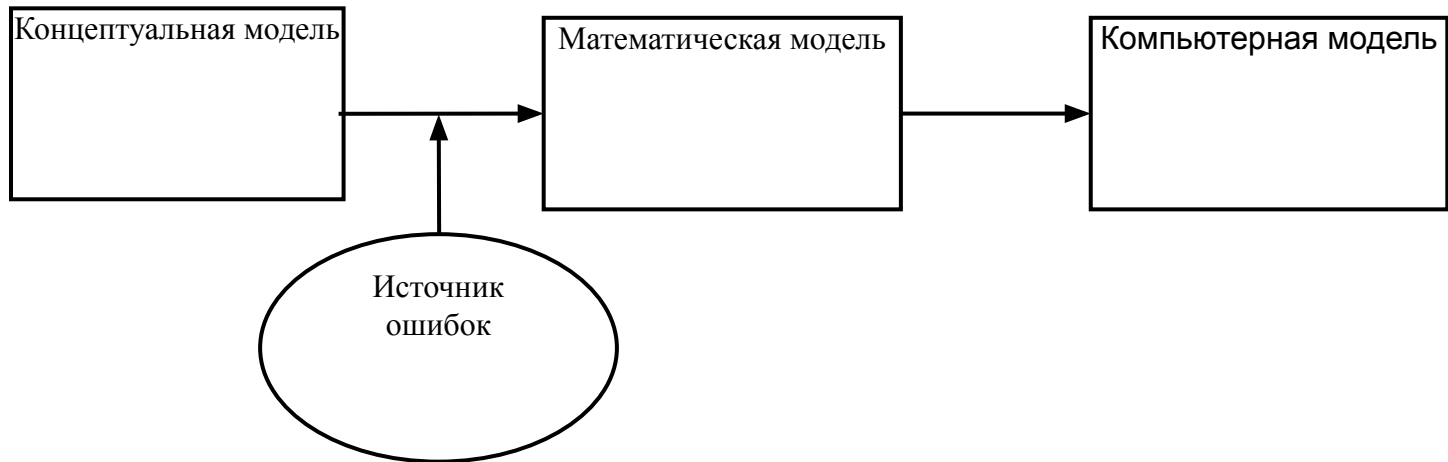 Концептуальная модель
Математическая модель
Компьютерная модель
Источник
ошибок